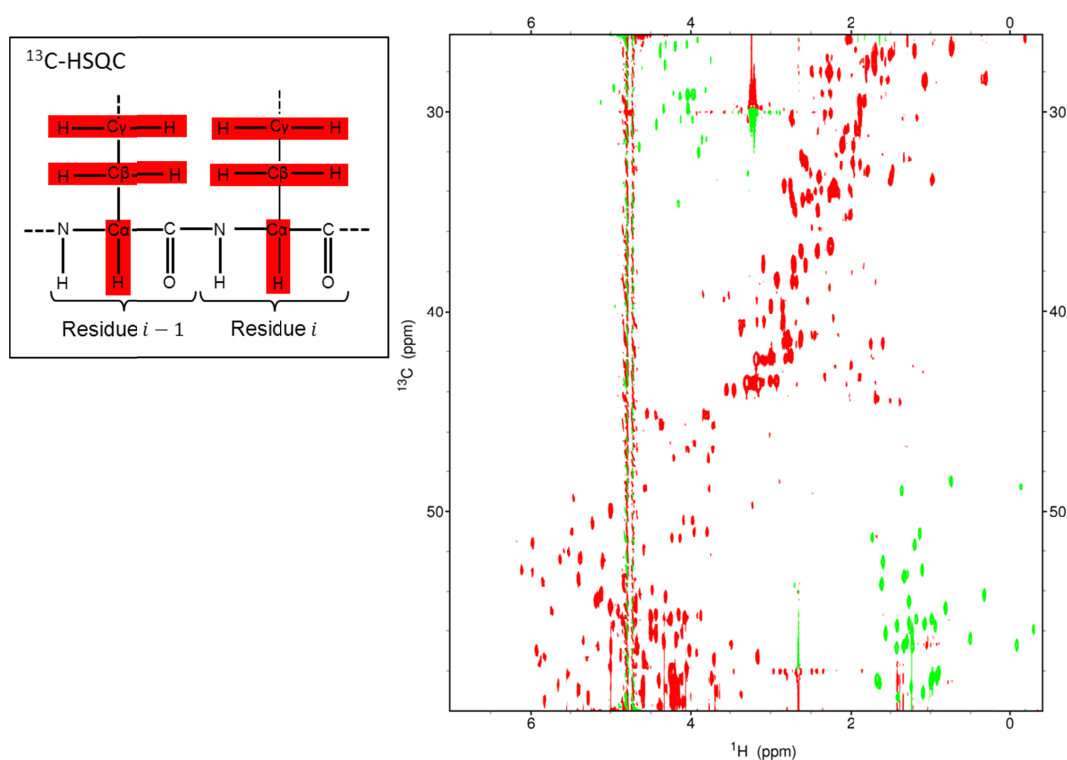 ¹³C-HSQC
H Cγ H H Cγ H
H Cβ H H Cβ H
N Cα C N Cα C
H H O H H O
Residue i − 1 Residue i
6 4 2 0
30 30
40 40
50 50
6 4 2 0
¹³C (ppm)
¹H (ppm)